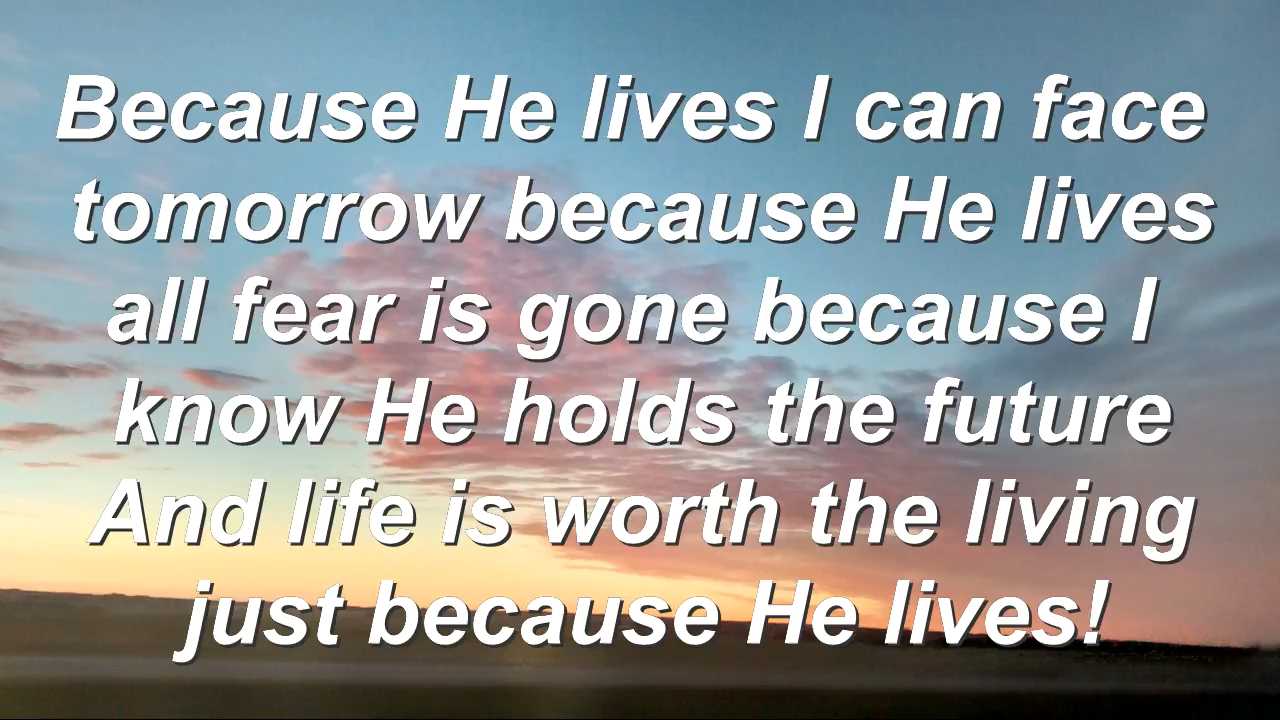 Because He lives I can face
tomorrow because He lives
all fear is gone because I
know He holds the future
And life is worth the living
just because He lives!